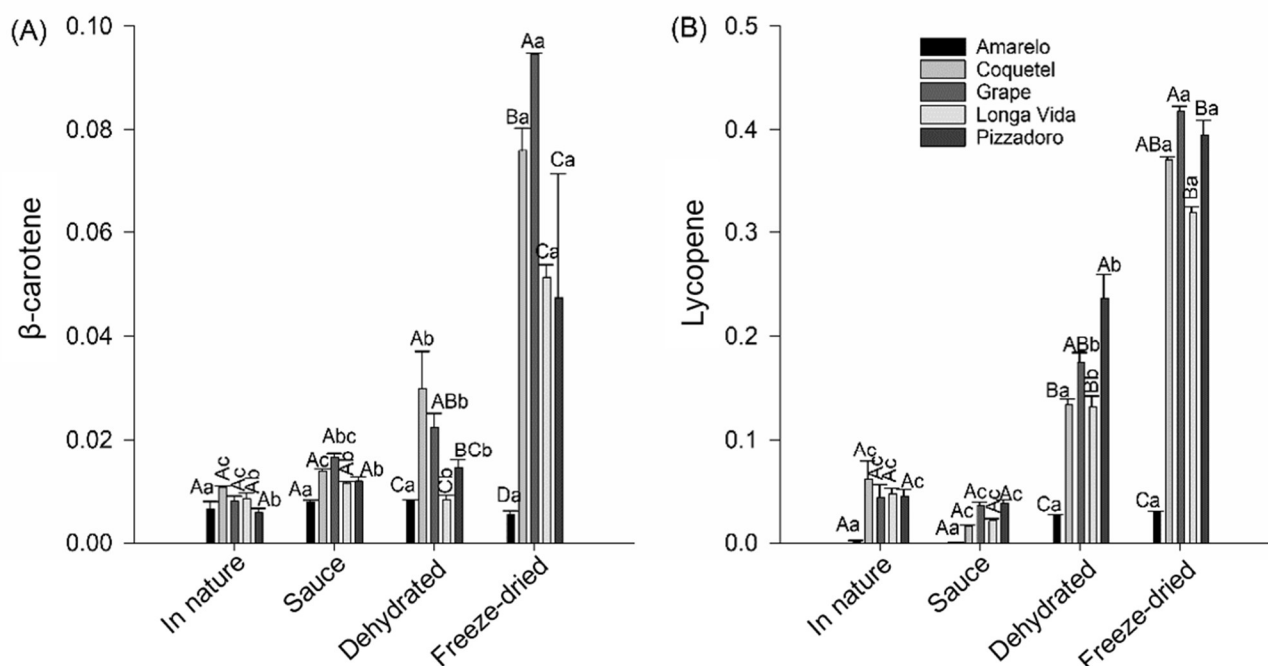 (A)
β-carotene
0.10
0.08
0.06
0.04
0.02
0.00
Aa
Ac
Ac
Ab
Ab
Aa
Ac
Abc
Ab
Ab
Ca
Ab
ABb
Cb
BCb
Da
Ba
Aa
Ca
Ca
In nature
Sauce
Dehydrated
Freeze-dried
(B)
Lycopene
0.5
0.4
0.3
0.2
0.1
0.0
Amarelo
Coquetel
Grape
Longa Vida
Pizzadoro
Aa
Ac
Ac
Ac
Ac
Aa
Ac
Ac
Ac
Ac
Ca
Ba
ABb
Bb
Ab
Ca
ABa
Aa
Ba
Ba
In nature
Sauce
Dehydrated
Freeze-dried